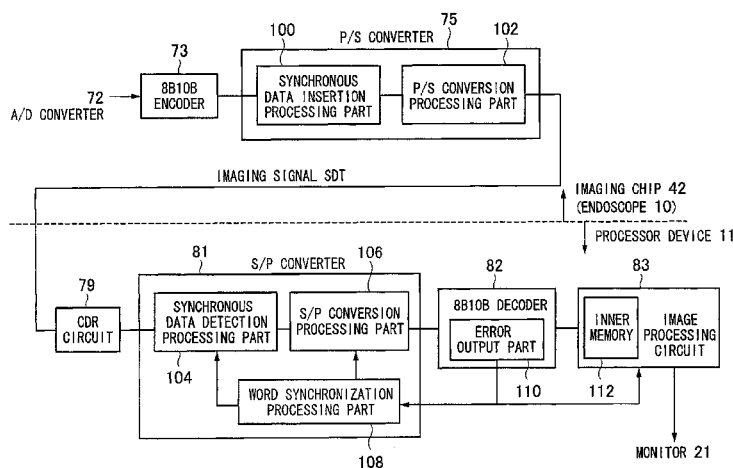 100
75
P/S CONVERTER
102
73
8B10B
ENCODER
SYNCHRONOUS
DATA INSERTION
PROCESSING PART
P/S CONVERSION
PROCESSING PART
72
A/D CONVERTER
IMAGING SIGNAL SDT
IMAGING CHIP 42
(ENDOSCOPE 10)
PROCESSOR DEVICE 11
81
S/P CONVERTER
106
79
CDR
CIRCUIT
SYNCHRONOUS
DATA DETECTION
PROCESSING PART
104
S/P CONVERSION
PROCESSING PART
82
8B10B DECODER
ERROR
OUTPUT PART
110
83
INNER
MEMORY
112
IMAGE
PROCESSING
CIRCUIT
WORD SYNCHRONIZATION
PROCESSING PART
108
MONITOR 21